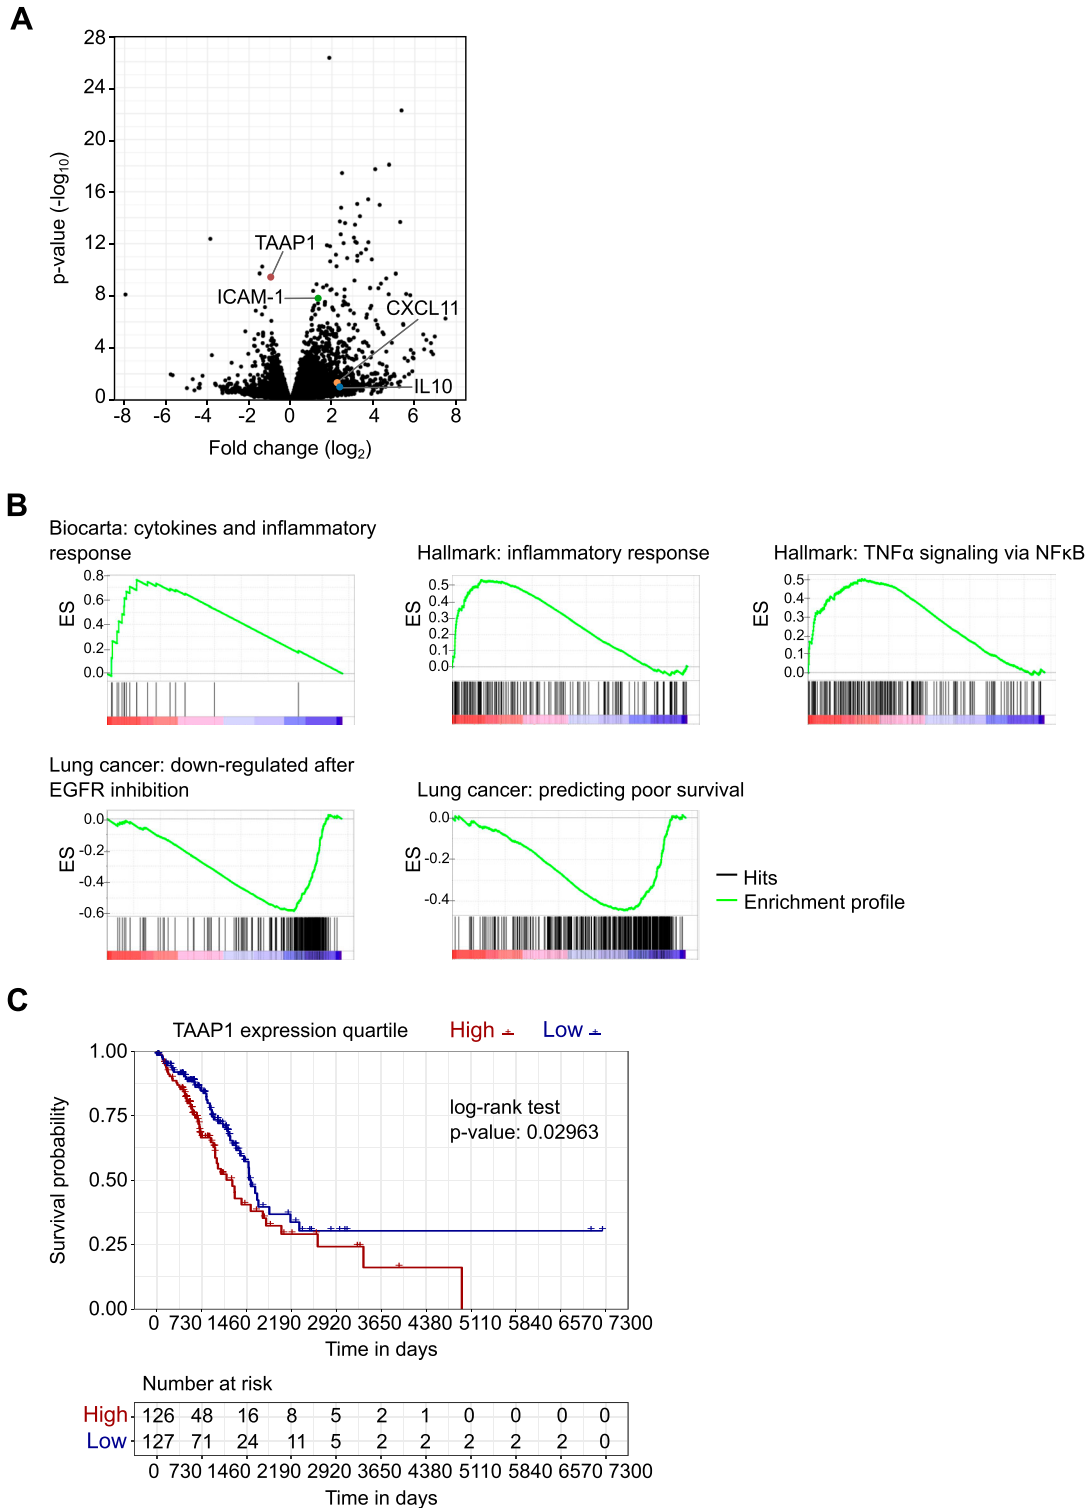 A
28
24
20
16
12
8
4
0
p-value (-log10)
TAAP1
ICAM-1
CXCL11
IL10
-8 -6 -4 -2 0 2 4 6 8
Fold change (log2)
B
Biocarta: cytokines and inflammatory
response
ES
0.8
0.6
0.4
0.2
0.0
Hallmark: inflammatory response
ES
0.5
0.4
0.3
0.2
0.1
0.0
Hallmark: TNFα signaling via NFκB
ES
0.5
0.4
0.3
0.2
0.1
0.0
Lung cancer: down-regulated after
EGFR inhibition
ES
0.0
-0.2
-0.4
-0.6
Lung cancer: predicting poor survival
ES
0.0
-0.2
-0.4
Hits
Enrichment profile
C
TAAP1 expression quartile High Low
1.00
0.75
0.50
0.25
0.00
Survival probability
log-rank test
p-value: 0.02963
0 730 1460 2190 2920 3650 4380 5110 5840 6570 7300
Time in days
Number at risk
High 126 48 16 8 5 2 1 0 0 0 0
Low 127 71 24 11 5 2 2 2 2 2 0
0 730 1460 2190 2920 3650 4380 5110 5840 6570 7300
Time in days